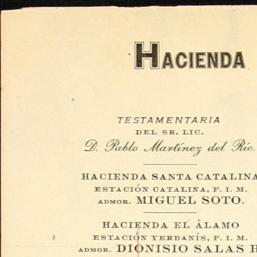 HACIENDA
TESTAMENTARIA
DEL SR. LIC.
D. Pablo Martínez del Río.
HACIENDA SANTA CATALINA
ESTACIÓN CATALINA, F. I. M.
ADMOR. MIGUEL SOTO.
HACIENDA EL ÁLAMO
ESTACIÓN YERBANÍS, F. I. M.
ADMOR. DIONISIO SALAS